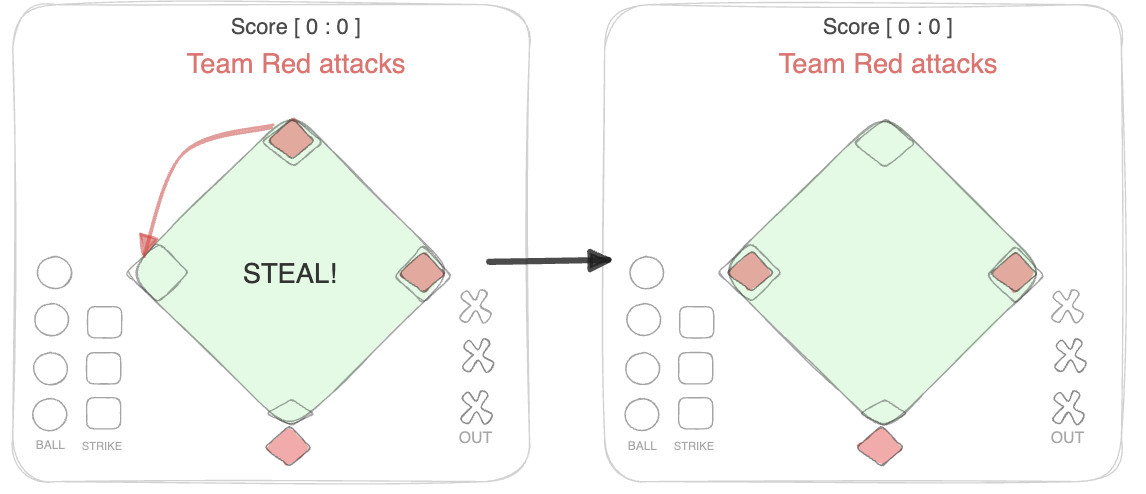 Score [ 0 : 0 ]
Team Red attacks
STEAL!
BALL
STRIKE
OUT
Score [ 0 : 0 ]
Team Red attacks
BALL
STRIKE
OUT